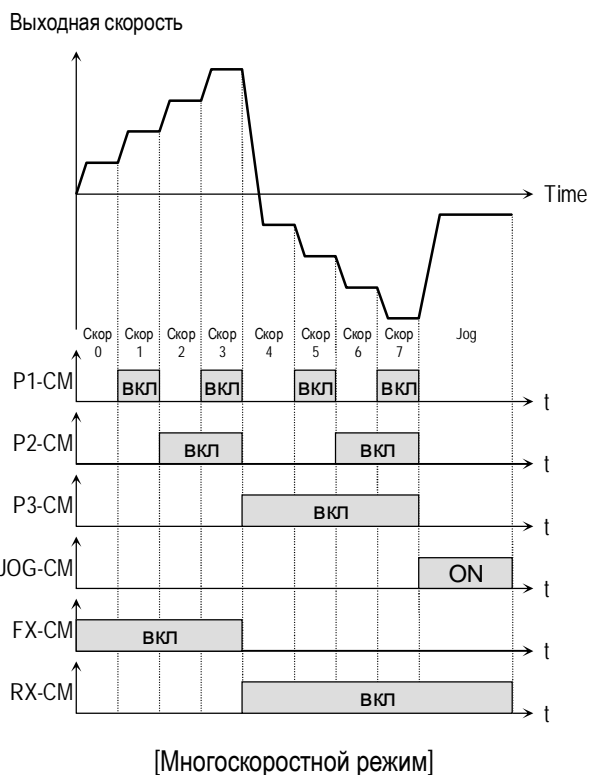 Выходная скорость
Time
Скор 0 Скор 1 Скор 2 Скор 3 Скор 4 Скор 5 Скор 6 Скор 7 Jog
P1-CM ВКЛ ВКЛ ВКЛ ВКЛ t
P2-CM ВКЛ ВКЛ t
P3-CM ВКЛ t
JOG-CM ON t
FX-CM ВКЛ t
RX-CM ВКЛ t
[Многоскоростной режим]